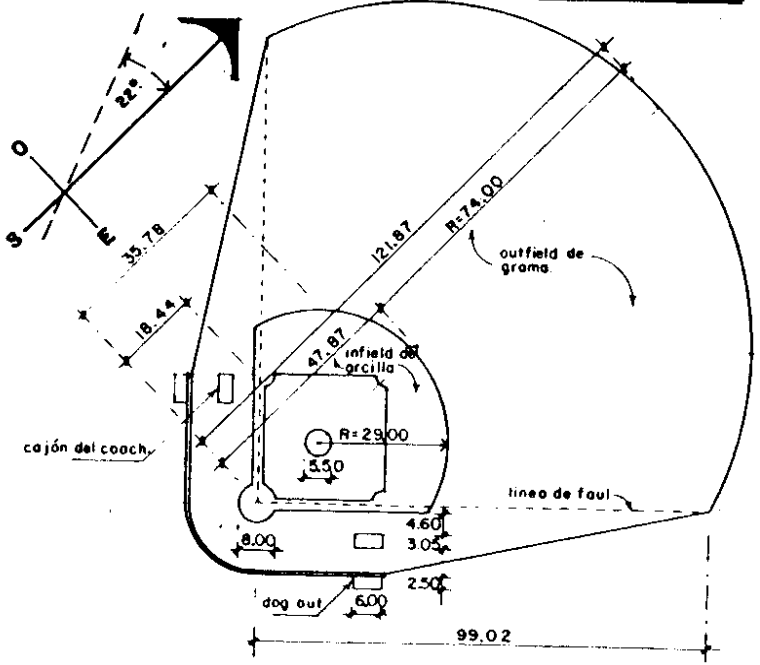 22°
O
S
E
35.78
18.44
121.87
R=74.00
outfield de
grama.
47.87
infield de
arcilla
cajón del coach.
R=29.00
5.50
linea de faul
4.60
8.00
3.05
2.50
dog out
6.00
99.02